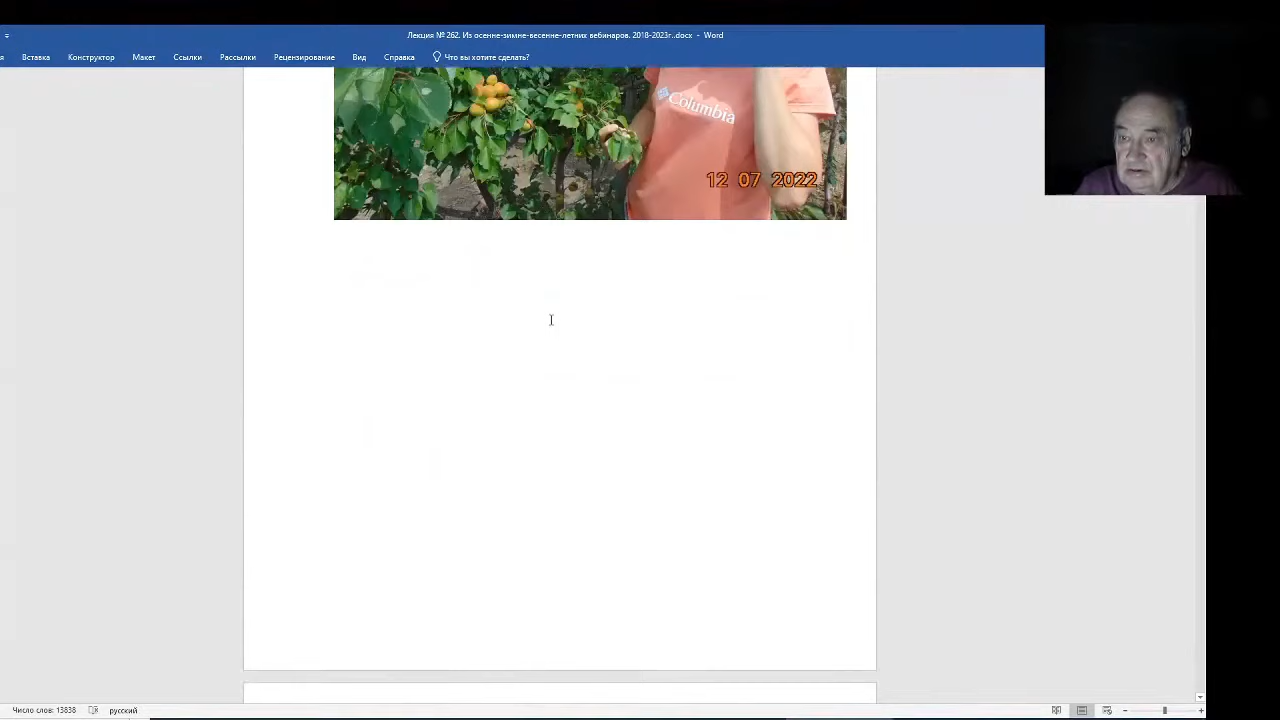 Лекция № 262. Из осенне-зимне-весенне-летних вебинаров. 2018-2023г..docx - Word
я Вставка Конструктор Макет Ссылки Рассылки Рецензирование Вид Справка Что вы хотите сделать?
Columbia
12 07 2022
Число слов: 13838 русский